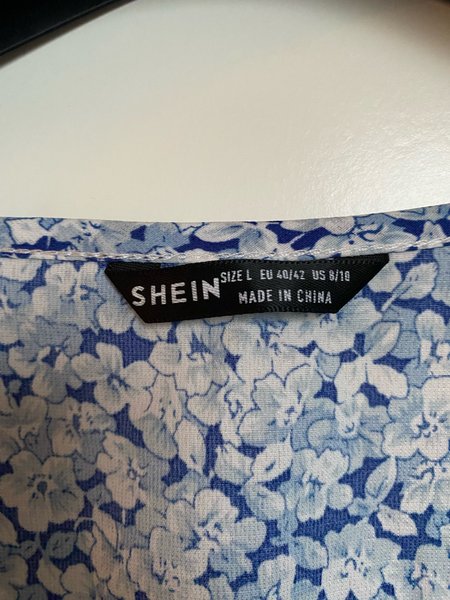 SHEIN
SIZE L EU 40/42 US 8/10
MADE IN CHINA